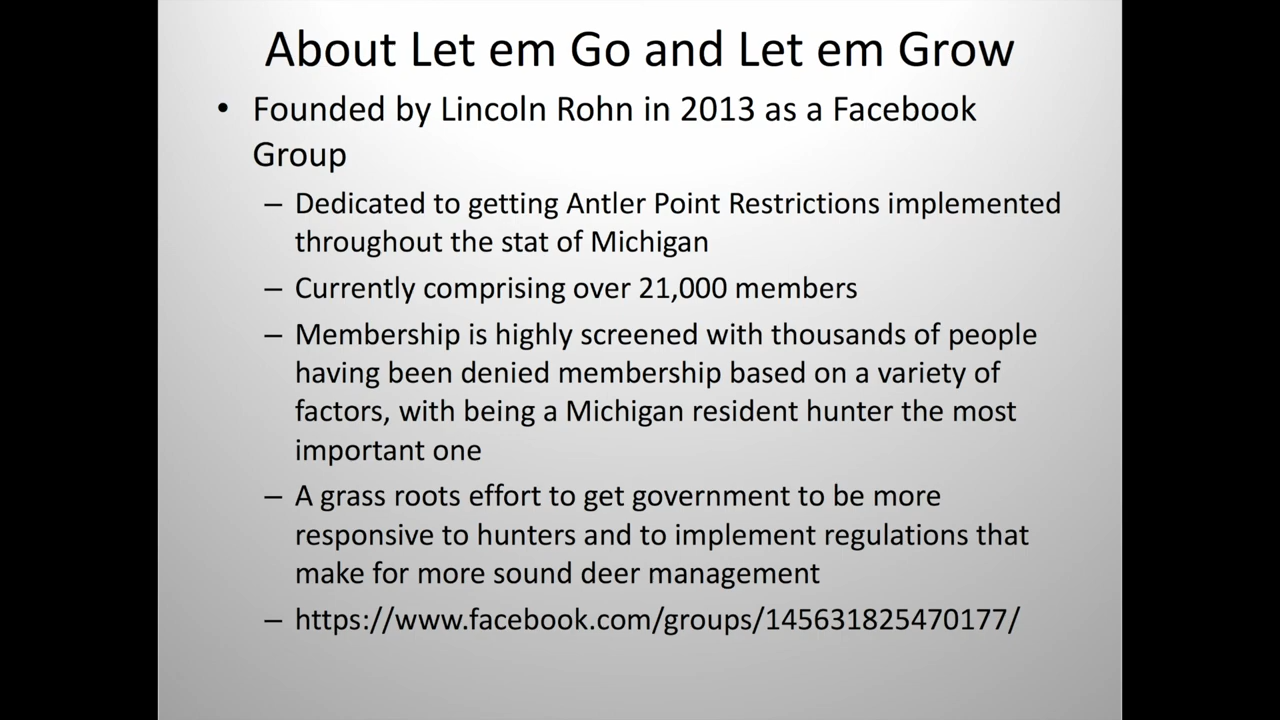 About Let em Go and Let em Grow
• Founded by Lincoln Rohn in 2013 as a Facebook
Group
– Dedicated to getting Antler Point Restrictions implemented
throughout the stat of Michigan
– Currently comprising over 21,000 members
– Membership is highly screened with thousands of people
having been denied membership based on a variety of
factors, with being a Michigan resident hunter the most
important one
– A grass roots effort to get government to be more
responsive to hunters and to implement regulations that
make for more sound deer management
– https://www.facebook.com/groups/145631825470177/